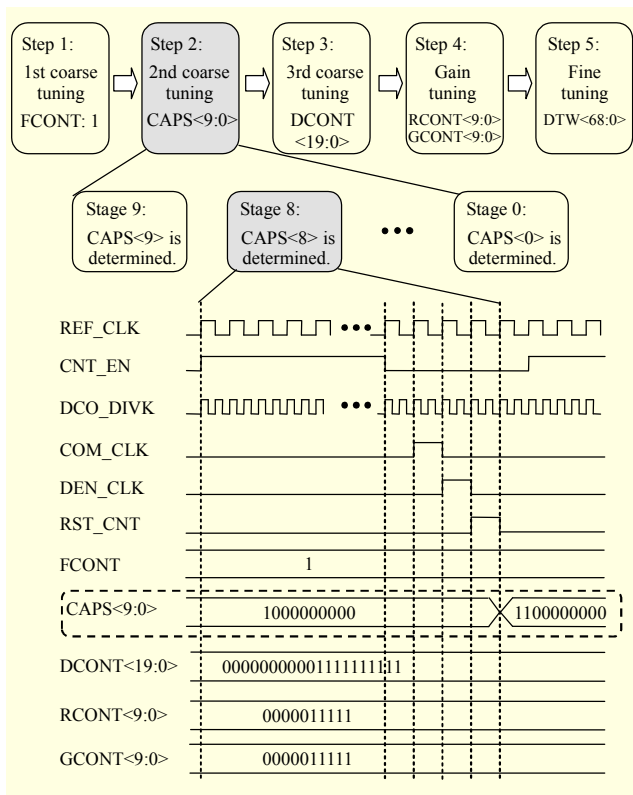 Step 1:
1st coarse
tuning
FCONT: 1
Step 2:
2nd coarse
tuning
CAPS<9:0>
Step 3:
3rd coarse
tuning
DCONT
<19:0>
Step 4:
Gain
tuning
RCONT<9:0>
GCONT<9:0>
Step 5:
Fine
tuning
DTW<68:0>
Stage 9:
CAPS<9> is
determined.
Stage 8:
CAPS<8> is
determined.
•••
Stage 0:
CAPS<0> is
determined.
REF_CLK •••
CNT_EN
DCO_DIVK •••
COM_CLK
DEN_CLK
RST_CNT
FCONT 1
CAPS<9:0> 1000000000 1100000000
DCONT<19:0> 00000000001111111111
RCONT<9:0> 0000011111
GCONT<9:0> 0000011111